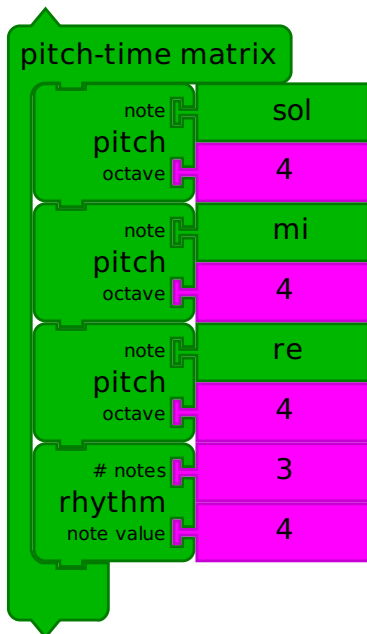 pitch-time matrix
note sol
pitch
octave 4
note mi
pitch
octave 4
note re
pitch
octave 4
# notes 3
rhythm
note value 4